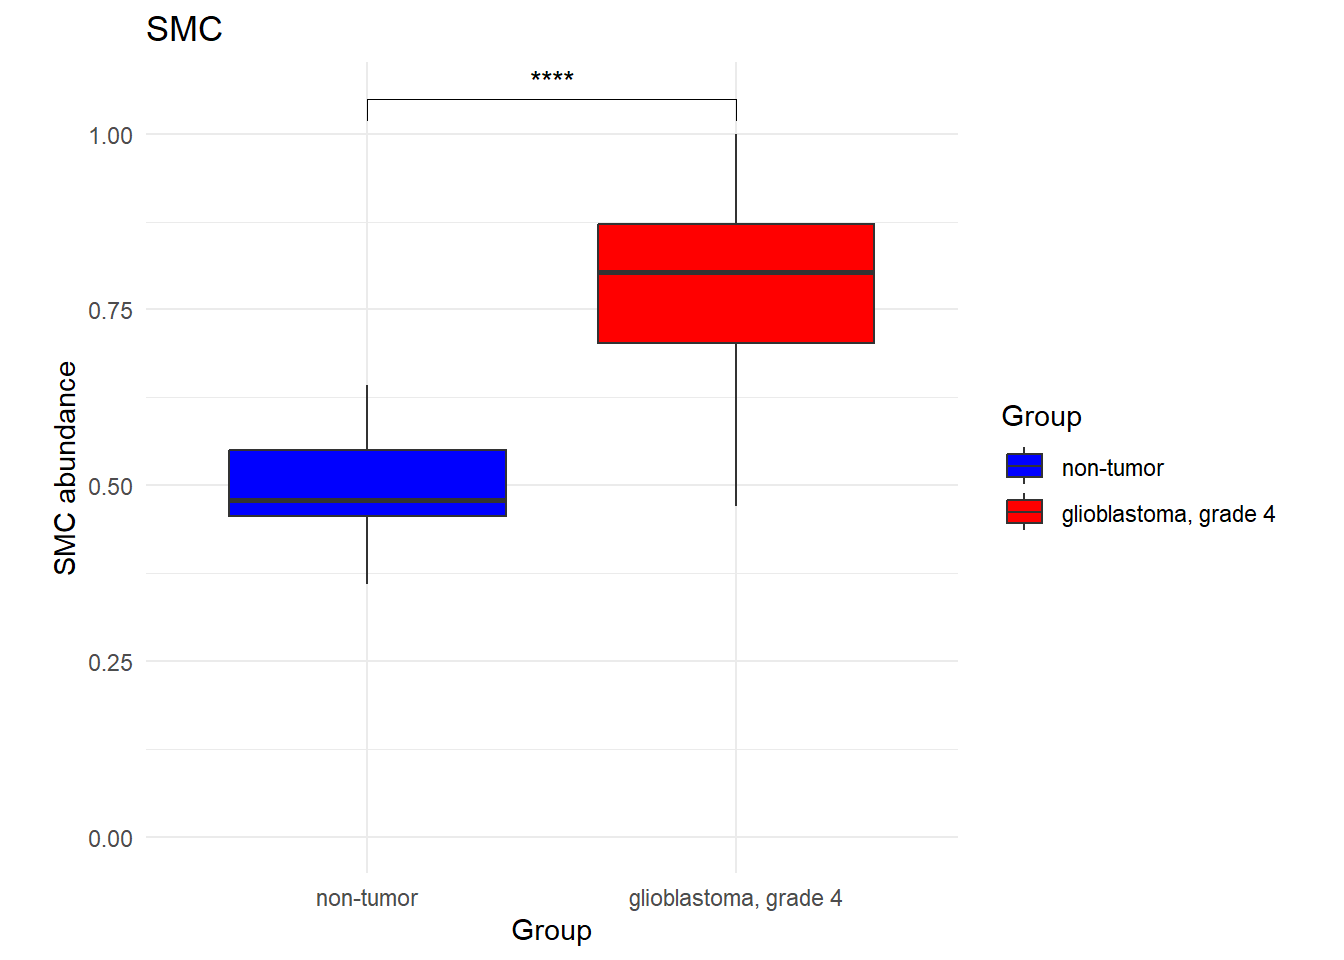 SMC
****
1.00
0.75
0.50
0.25
0.00
SMC abundance
non-tumor
glioblastoma, grade 4
Group
Group
non-tumor
glioblastoma, grade 4